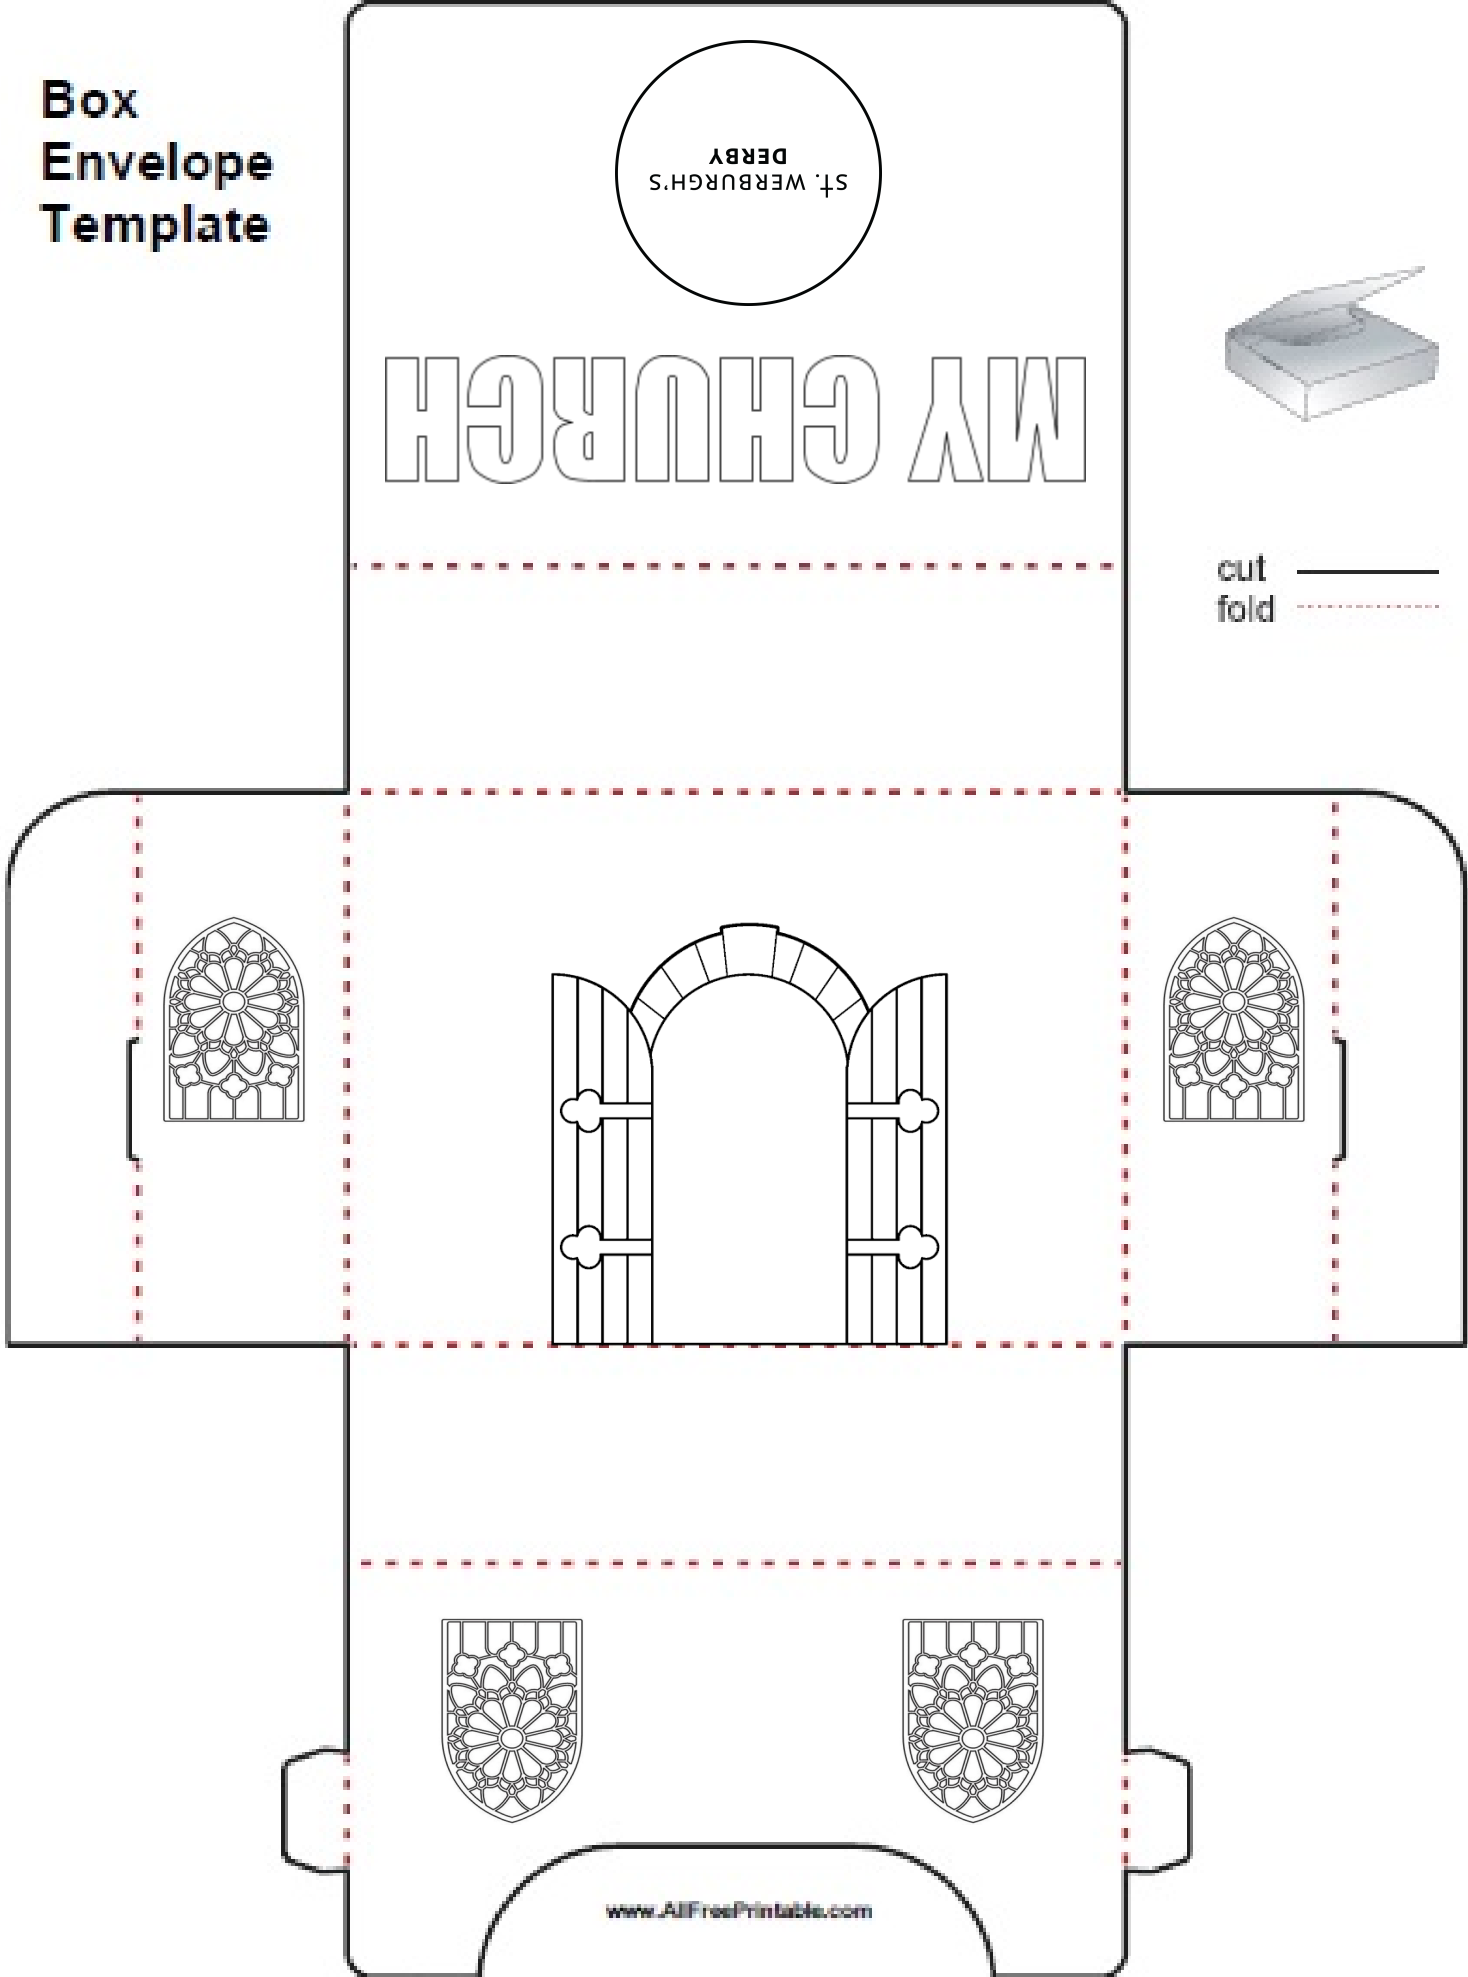 Box
Envelope
Template
St. WERBURGH'S
DERBY
MY CHURCH
cut
fold
www.AllFreePrintable.com